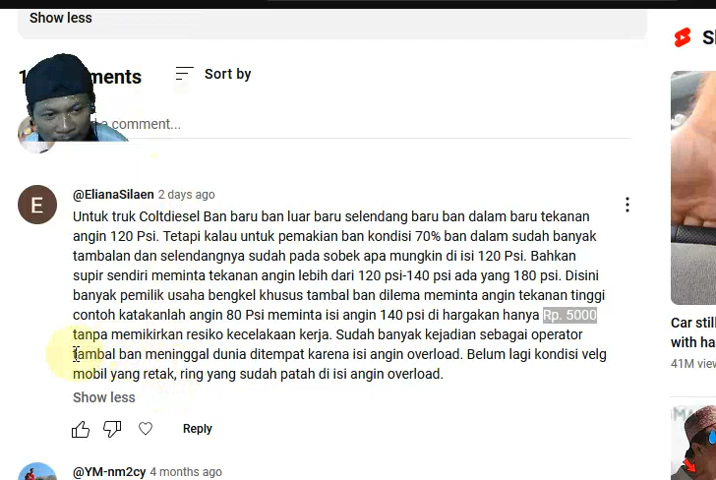 Show less
ments
Sort by
a comment...
@ElianaSilaen 2 days ago
Untuk truk Coltdiesel Ban baru ban luar baru selendang baru ban dalam baru tekanan
angin 120 Psi. Tetapi kalau untuk pemakian ban kondisi 70% ban dalam sudah banyak
tambalan dan selendangnya sudah pada sobek apa mungkin di isi 120 Psi. Bahkan
supir sendiri meminta tekanan angin lebih dari 120 psi-140 psi ada yang 180 psi. Disini
banyak pemilik usaha bengkel khusus tambal ban dilema meminta angin tekanan tinggi
contoh katakanlah angin 80 Psi meminta isi angin 140 psi di hargakan hanya Rp. 5000
tanpa memikirkan resiko kecelakaan kerja. Sudah banyak kejadian sebagai operator
tambal ban meninggal dunia ditempat karena isi angin overload. Belum lagi kondisi velg
mobil yang retak, ring yang sudah patah di isi angin overload.
Show less
Reply
@YM-nm2cy 4 months ago
E
Car still
with ha
41M view